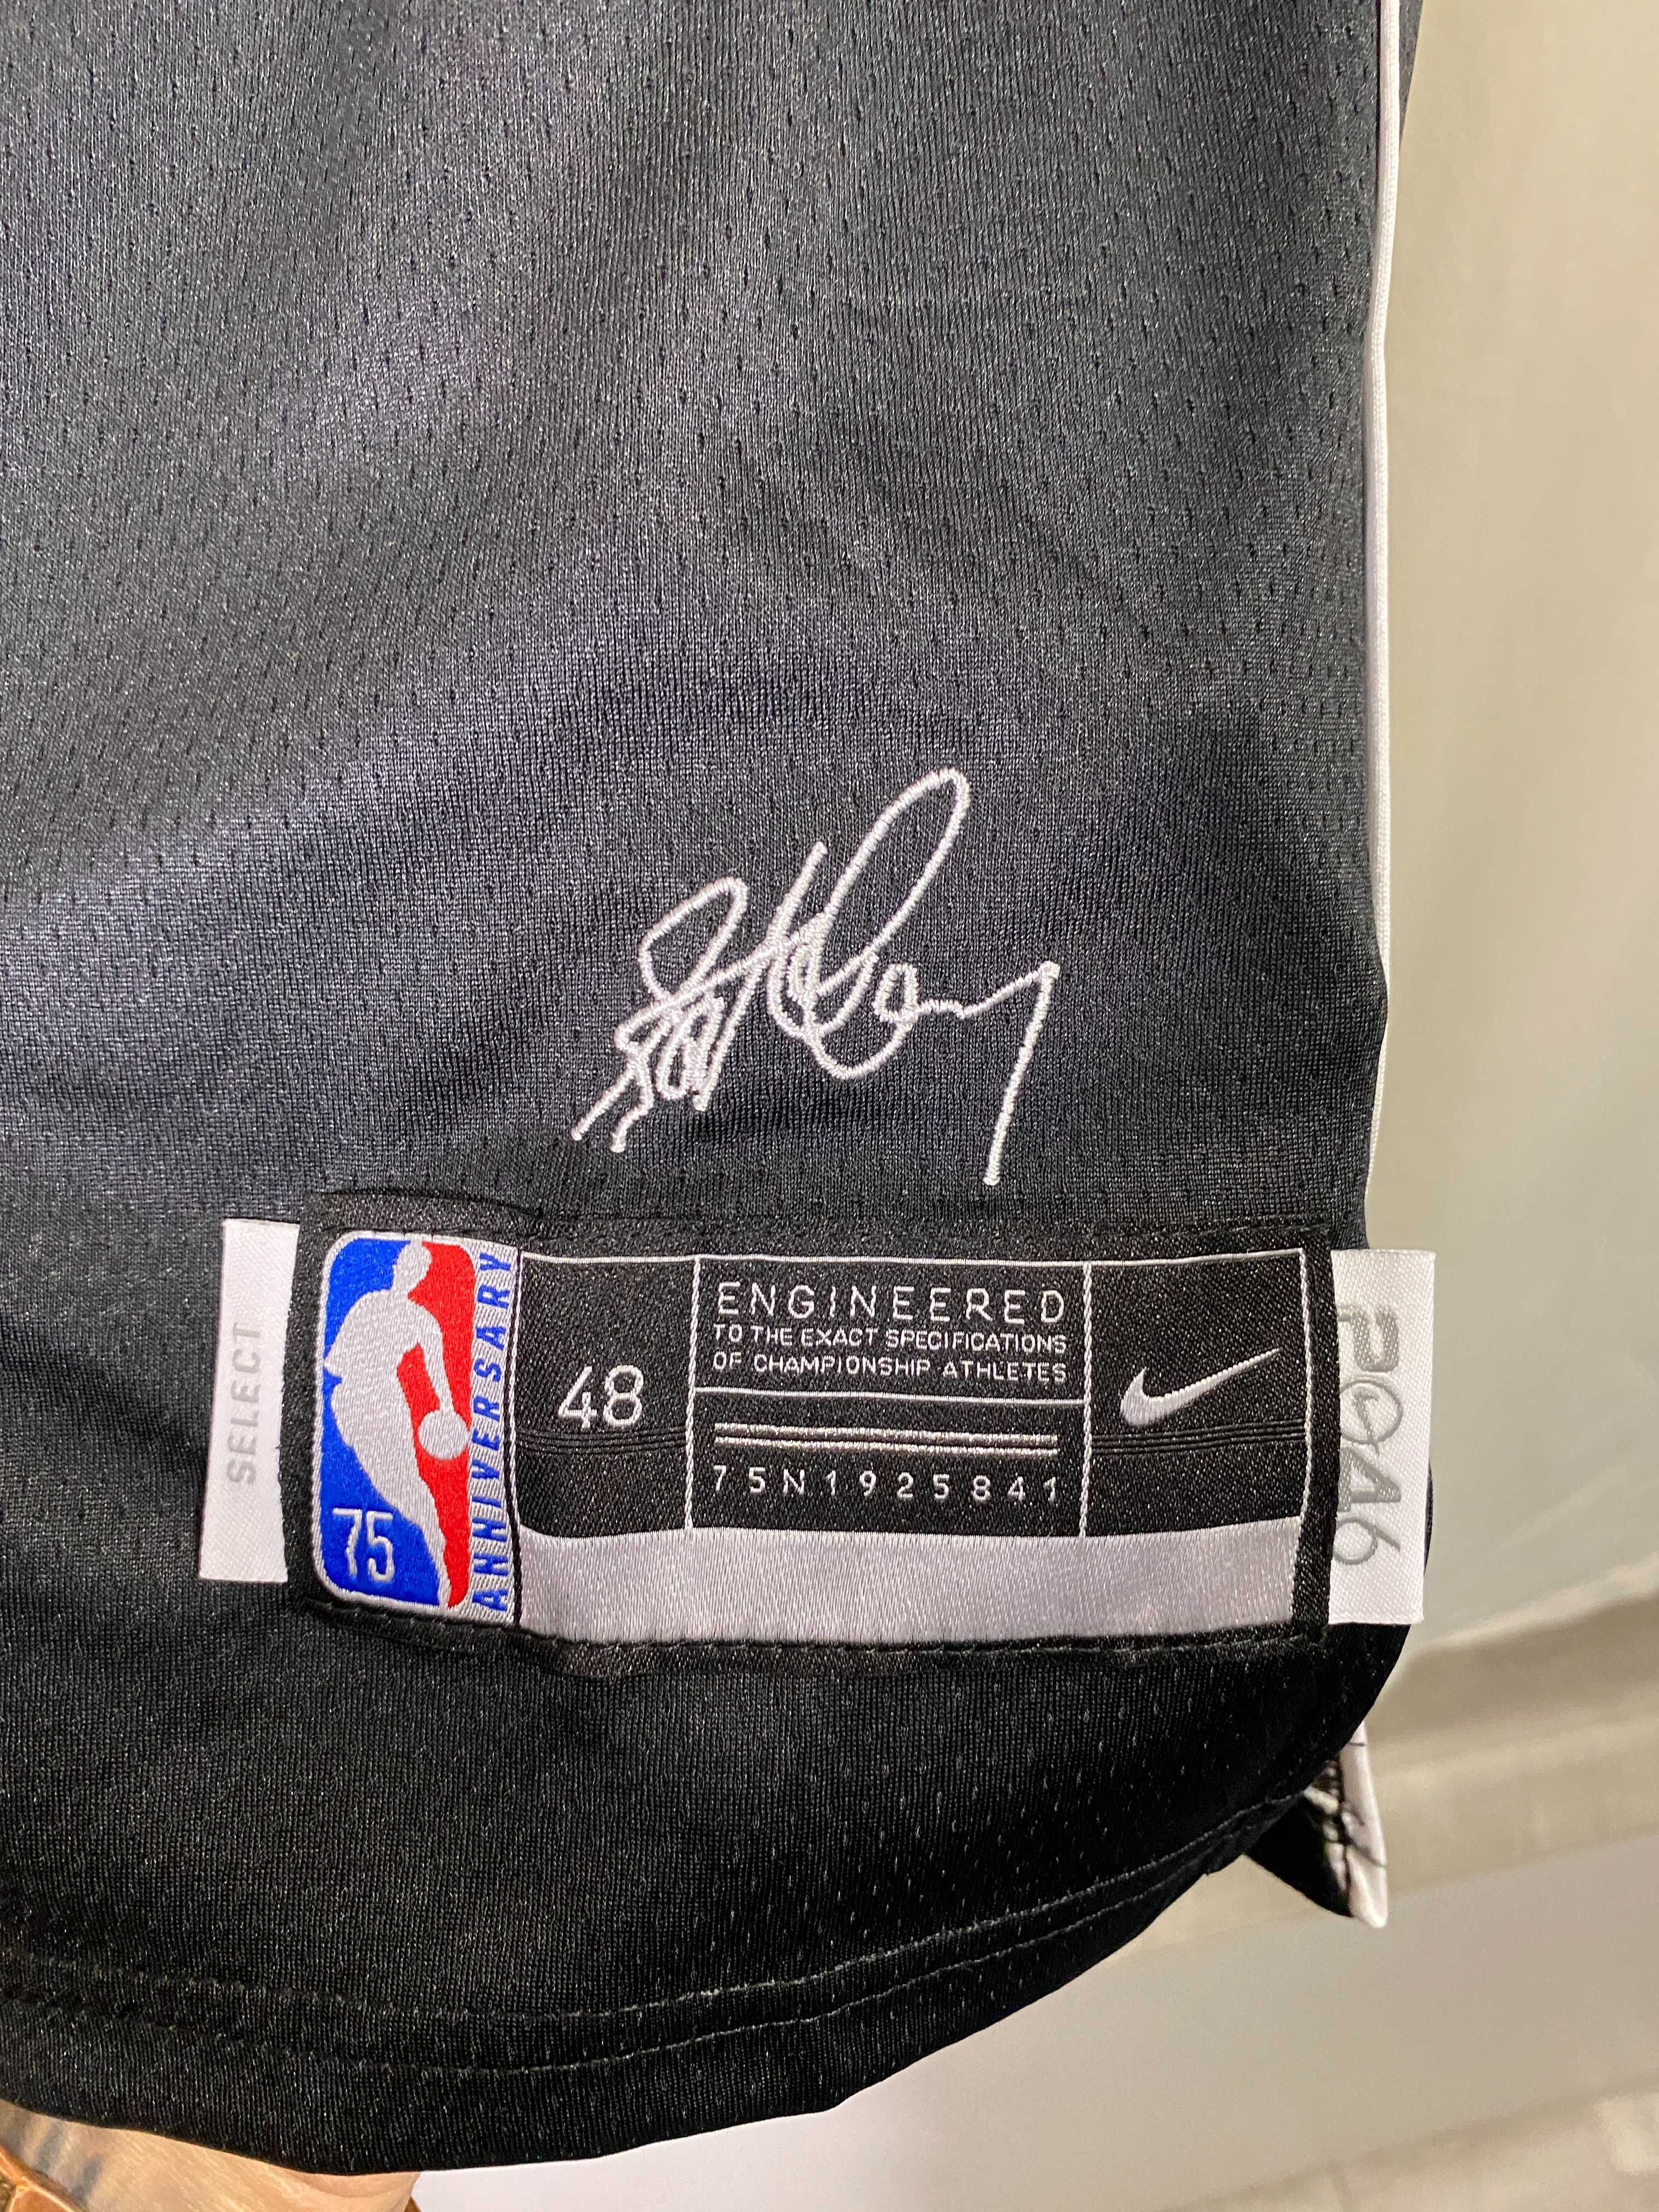 SELECT
75
ANNIVERSARY
48
ENGINEERED
TO THE EXACT SPECIFICATIONS
OF CHAMPIONSHIP ATHLETES
75N1925841